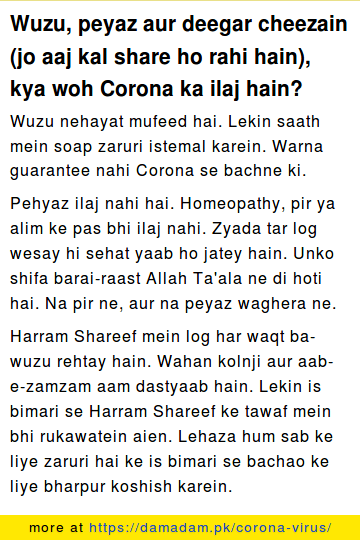 Wuzu, peyaz aur deegar cheezain
(jo aaj kal share ho rahi hain),
kya woh Corona ka ilaj hain?
Wuzu nehayat mufeed hai. Lekin saath
mein soap zaruri istemal karein. Warna
guarantee nahi Corona se bachne ki.
Pehyaz ilaj nahi hai. Homeopathy, pir ya
alim ke pas bhi ilaj nahi. Zyada tar log
wesay hi sehat yaab ho jatey hain. Unko
shifa barai-raast Allah Ta'ala ne di hoti
hai. Na pir ne, aur na peyaz waghera ne.
Harram Shareef mein log har waqt ba-
wuzu rehtay hain. Wahan kolnji aur aab-
e-zamzam aam dastyaab hain. Lekin is
bimari se Harram Shareef ke tawaf mein
bhi rukawatein aien. Lehaza hum sab ke
liye zaruri hai ke is bimari se bachao ke
liye bharpur koshish karein.
more at https://damadam.pk/corona-virus/